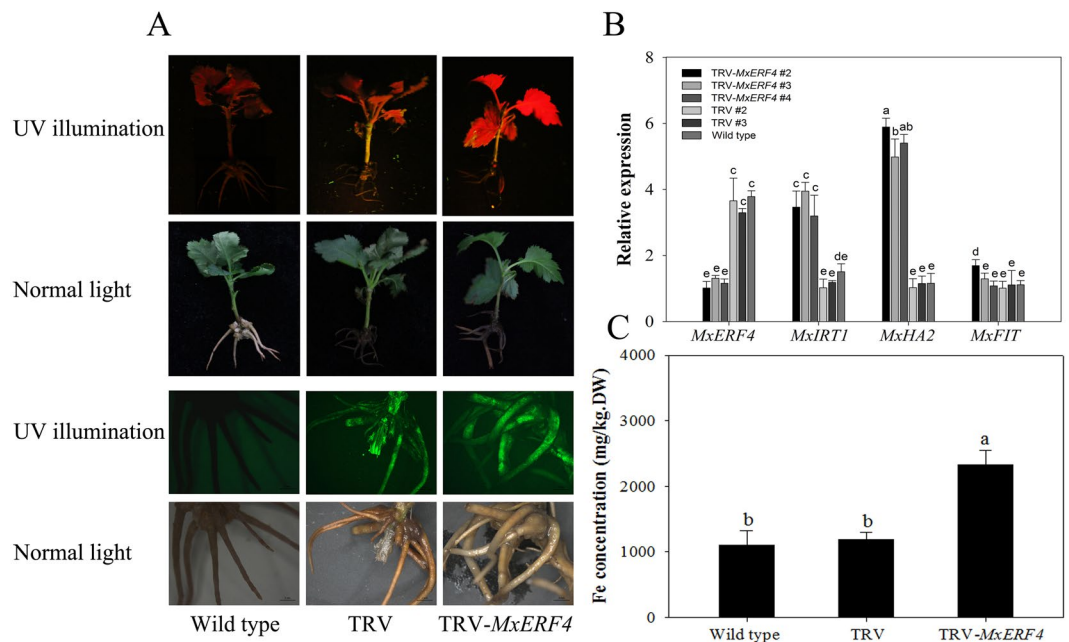 A
UV illumination
Normal light
UV illumination
Normal light
Wild type TRV TRV-MxERF4
B
Relative expression
8
6
4
2
0
TRV-MxERF4 #2
TRV-MxERF4 #3
TRV-MxERF4 #4
TRV #2
TRV #3
Wild type
e e e c c c
c c c e e de
a b ab e e e
d e e e e e
MxERF4 MxIRT1 MxHA2 MxFIT
C
Fe concentration (mg/kg.DW)
4000
3000
2000
1000
0
b b a
Wild type TRV TRV-MxERF4